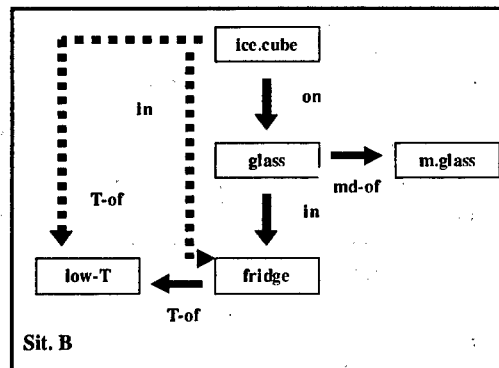 ice.cube
on
in
glass
m.glass
md-of
T-of
in
low-T
fridge
T-of
Sit. B